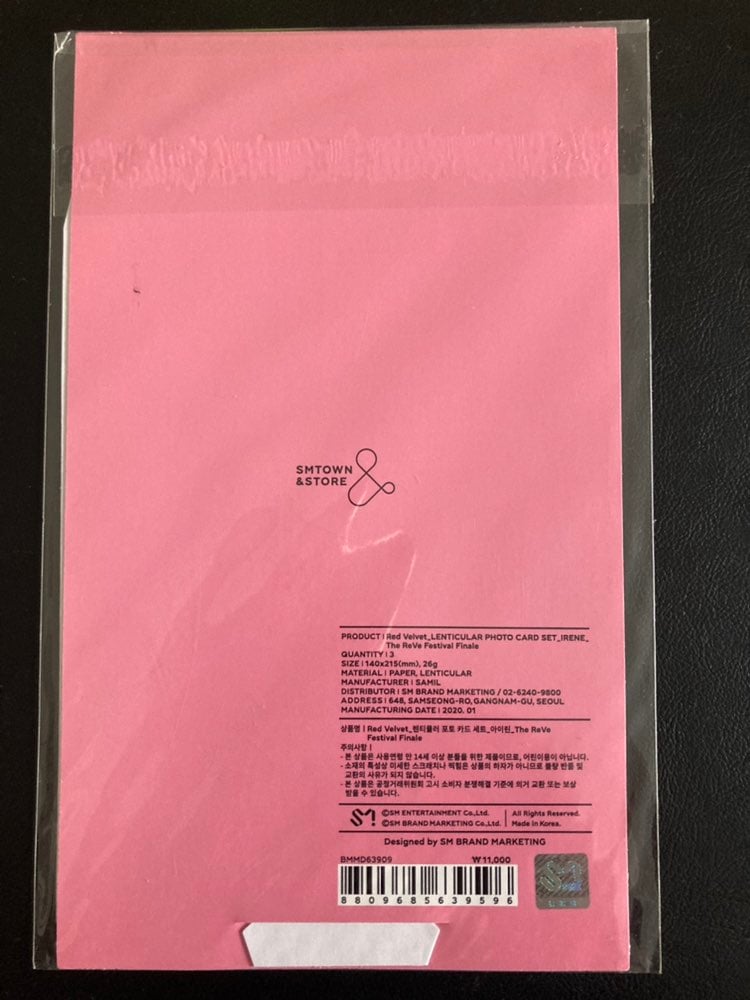 SMTOWN
&STORE
PRODUCT | Red Velvet_LENTICULAR PHOTO CARD SET_IRENE_
The ReVe Festival Finale
QUANTITY | 3
SIZE | 140x215(mm), 26g
MATERIAL | PAPER, LENTICULAR
MANUFACTURER | SAMIL
DISTRIBUTOR | SM BRAND MARKETING / 02-6240-9800
ADDRESS | 648, SAMSEONG-RO, GANGNAM-GU, SEOUL
MANUFACTURING DATE | 2020. 01
상품명 | Red Velvet_렌티큘러 포토 카드 세트_아이린_The ReVe
Festival Finale
주의사항 |
- 본 상품은 사용연령 만 14세 이상 분들을 위한 제품이므로, 어린이용이 아닙니다.
- 소재의 특성상 미세한 스크래치나 찍힘은 상품의 하자가 아니므로 불량 반품 및
교환의 사유가 되지 않습니다.
- 본 상품은 공정거래위원회 고시 소비자 분쟁해결 기준에 의거 교환 또는 보상
받을 수 있습니다.
SM ©SM ENTERTAINMENT Co.,Ltd. | All Rights Reserved.
©SM BRAND MARKETING Co.,Ltd. | Made in Korea.
Designed by SM BRAND MARKETING
BMMD63909 ₩11,000
8809685639596